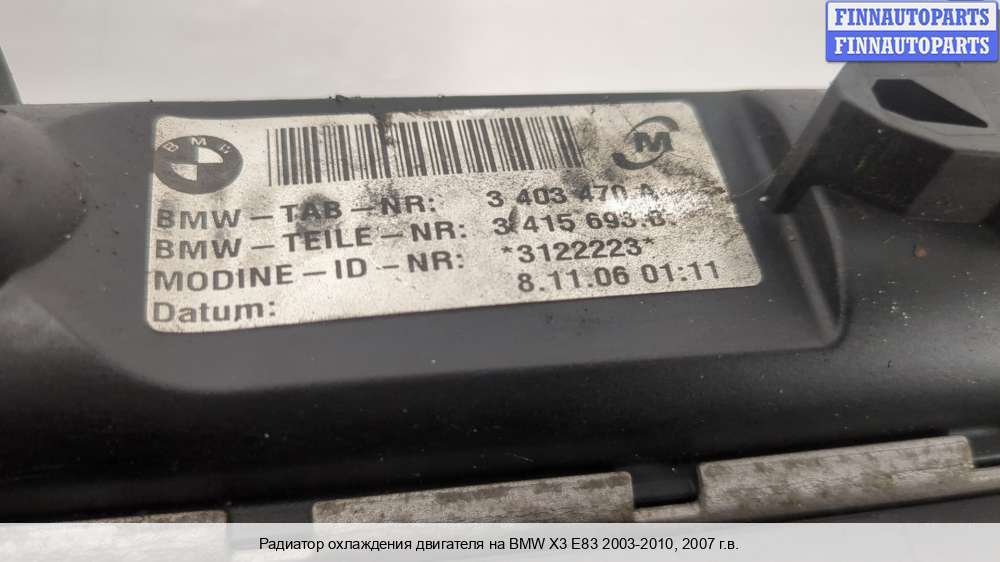 FINNAUTOPARTS
FINNAUTOPARTS
BMW
M
BMW-TAB-NR: 3 403 470 A
BMW-TEILE-NR: 3 415 693.
MODINE-ID-NR: *3122223*
Datum: 8.11.06 01:11
Радиатор охлаждения двигателя на BMW X3 E83 2003-2010, 2007 г.в.